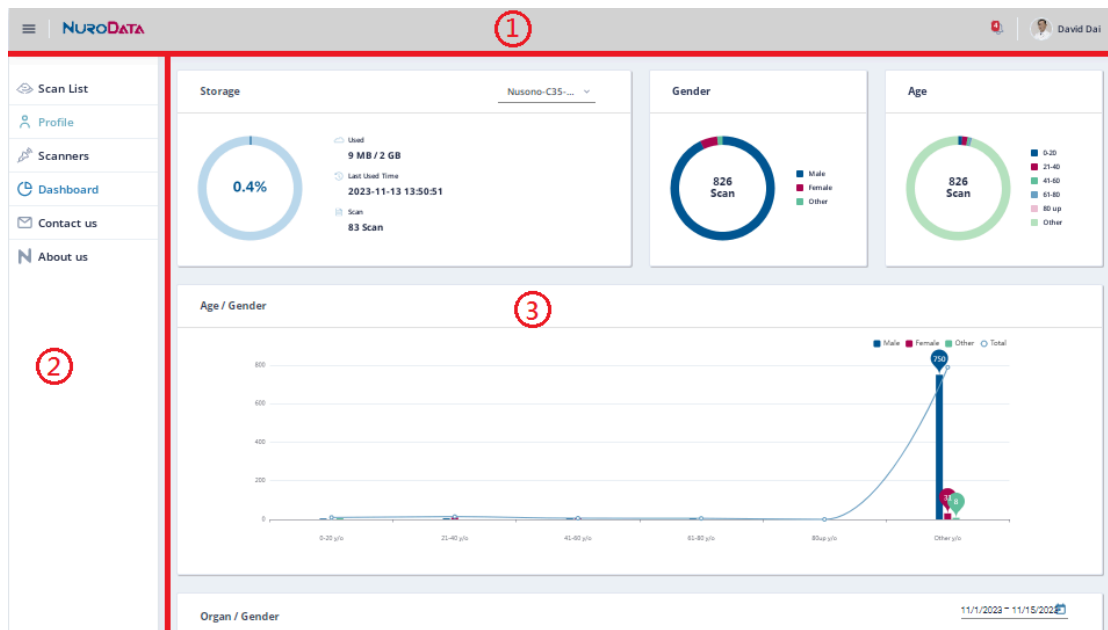 NURODATA
1
4
David Dai
Scan List
Profile
Scanners
Dashboard
Contact us
About us
2
Storage
Nusono-C35-...
0.4%
Used
9 MB / 2 GB
Last Used Time
2023-11-13 13:50:51
Scan
83 Scan
Gender
826
Scan
Male
Female
Other
Age
826
Scan
0-20
21-40
41-60
61-80
80 up
Other
Age / Gender
3
Male Female Other Total
800
600
400
200
0
750
8
0-20 y/o
21-40 y/o
41-60 y/o
61-80 y/o
80up y/o
Other y/o
Organ / Gender
11/1/2023 ~ 11/15/2023